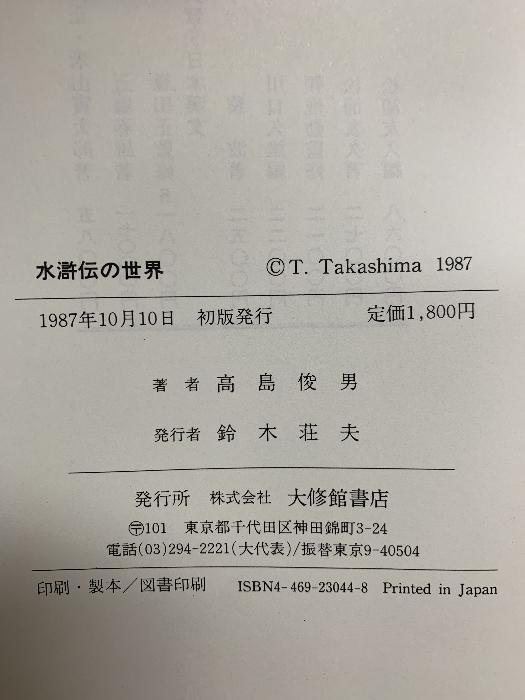 水滸伝の世界 ©T. Takashima 1987
1987年10月10日 初版発行 定価1,800円
著者 高島俊男
発行者 鈴木荘夫
発行所 株式会社 大修館書店
〒101 東京都千代田区神田錦町3-24
電話(03)294-2221(大代表)/振替東京9-40504
印刷・製本/図書印刷 ISBN4-469-23044-8 Printed in Japan